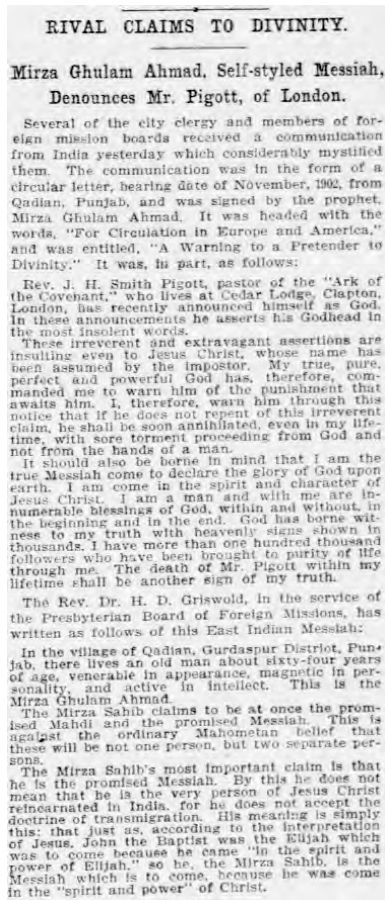 RIVAL CLAIMS TO DIVINITY.
Mirza Ghulam Ahmad, Self-styled Messiah,
Denounces Mr. Pigott, of London.
Several of the city clergy and members of for-
eign mission boards received a communication
from India yesterday which considerably mystified
them. The communication was in the form of a
circular letter, bearing date of November, 1902, from
Qadian, Punjab, and was signed by the prophet,
Mirza Ghulam Ahmad. It was headed with the
words, "For Circulation in Europe and America,"
and was entitled, "A Warning to a Pretender to
Divinity." It was, in part, as follows:
Rev. J. H. Smith Pigott, pastor of the "Ark of
the Covenant," who lives at Cedar Lodge, Clapton,
London, has recently announced himself as God.
In these announcements he asserts his Godhead in
the most insolent words.
These irreverent and extravagant assertions are
insulting even to Jesus Christ, whose name has
been assumed by the impostor. My true, pure,
perfect and powerful God has, therefore, com-
manded me to warn him of the punishment that
awaits him. I, therefore, warn him through this
notice that if he does not repent of this irreverent
claim, he shall be soon annihilated, even in my life-
time, with sore torment proceeding from God and
not from the hands of a man.
It should also be borne in mind that I am the
true Messiah come to declare the glory of God upon
earth. I am come in the spirit and character of
Jesus Christ. I am a man and with me are in-
numerable blessings of God, within and without, in
the beginning and in the end. God has borne wit-
ness to my truth with heavenly signs shown in
thousands. I have more than one hundred thousand
followers who have been brought to purity of life
through me. The death of Mr. Pigott within my
lifetime shall be another sign of my truth.
The Rev. Dr. H. D. Griswold, in the service of
the Presbyterian Board of Foreign Missions, has
written as follows of this East Indian Messiah:
In the village of Qadian, Gurdaspur District, Pun-
jab, there lives an old man about sixty-four years
of age, venerable in appearance, magnetic in per-
sonality, and active in intellect. This is the
Mirza Ghulam Ahmad.
The Mirza Sahib claims to be at once the prom-
ised Mahdi and the promised Messiah. This is
against the ordinary Mahometan belief that
these will be not one person, but two separate per-
sons.
The Mirza Sahib's most important claim is that
he is the promised Messiah. By this he does not
mean that he is the very person of Jesus Christ
reincarnated in India, for he does not accept the
doctrine of transmigration. His meaning is simply
this: that just as, according to the interpretation
of Jesus, John the Baptist was the Elijah which
was to come because he came "in the spirit and
power of Elijah," so he, the Mirza Sahib, is the
Messiah which is to come, because he was come
in the "spirit and power" of Christ.